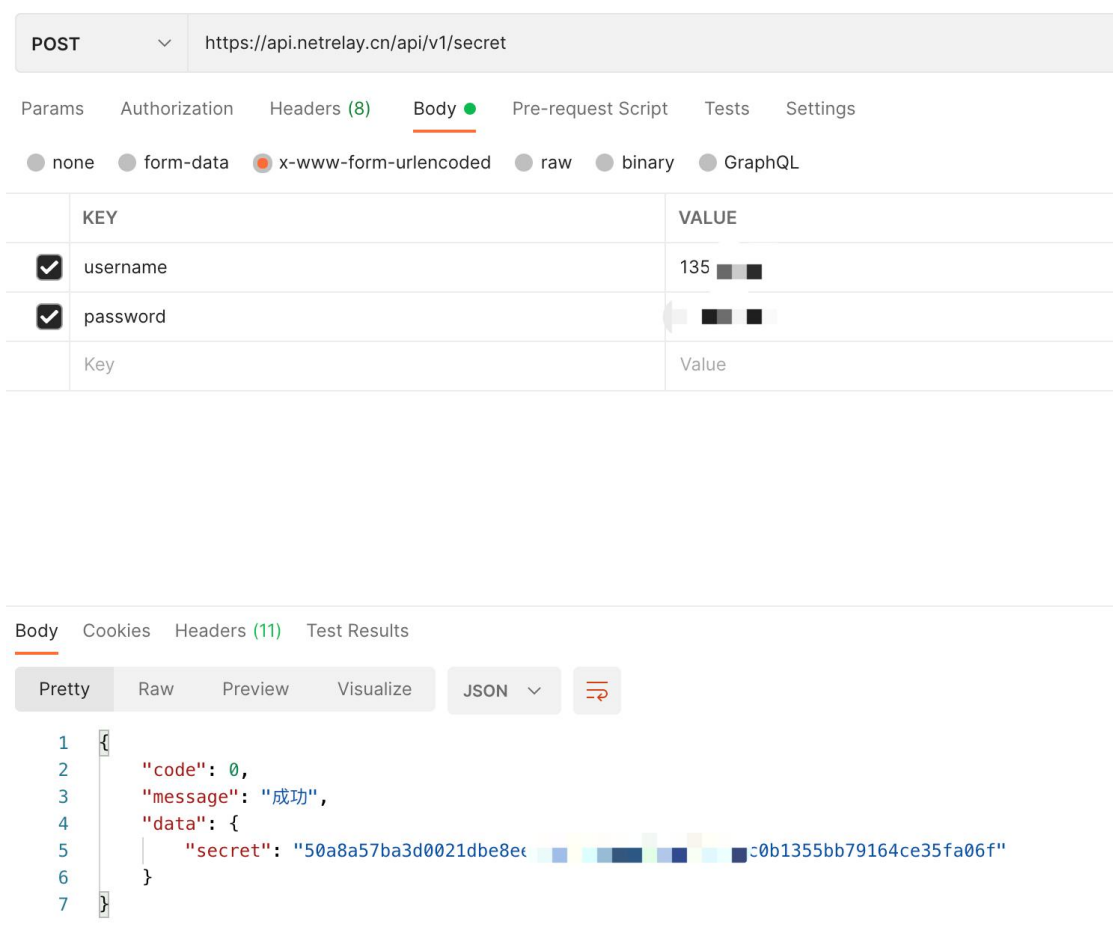 POST https://api.netrelay.cn/api/v1/secret
Params Authorization Headers (8) Body Pre-request Script Tests Settings
none form-data x-www-form-urlencoded raw binary GraphQL
KEY VALUE
username 135
password
Key Value
Body Cookies Headers (11) Test Results
Pretty Raw Preview Visualize JSON
1 {
2 "code": 0,
3 "message": "成功",
4 "data": {
5 "secret": "50a8a57ba3d0021dbe8ee c0b1355bb79164ce35fa06f"
6 }
7 }